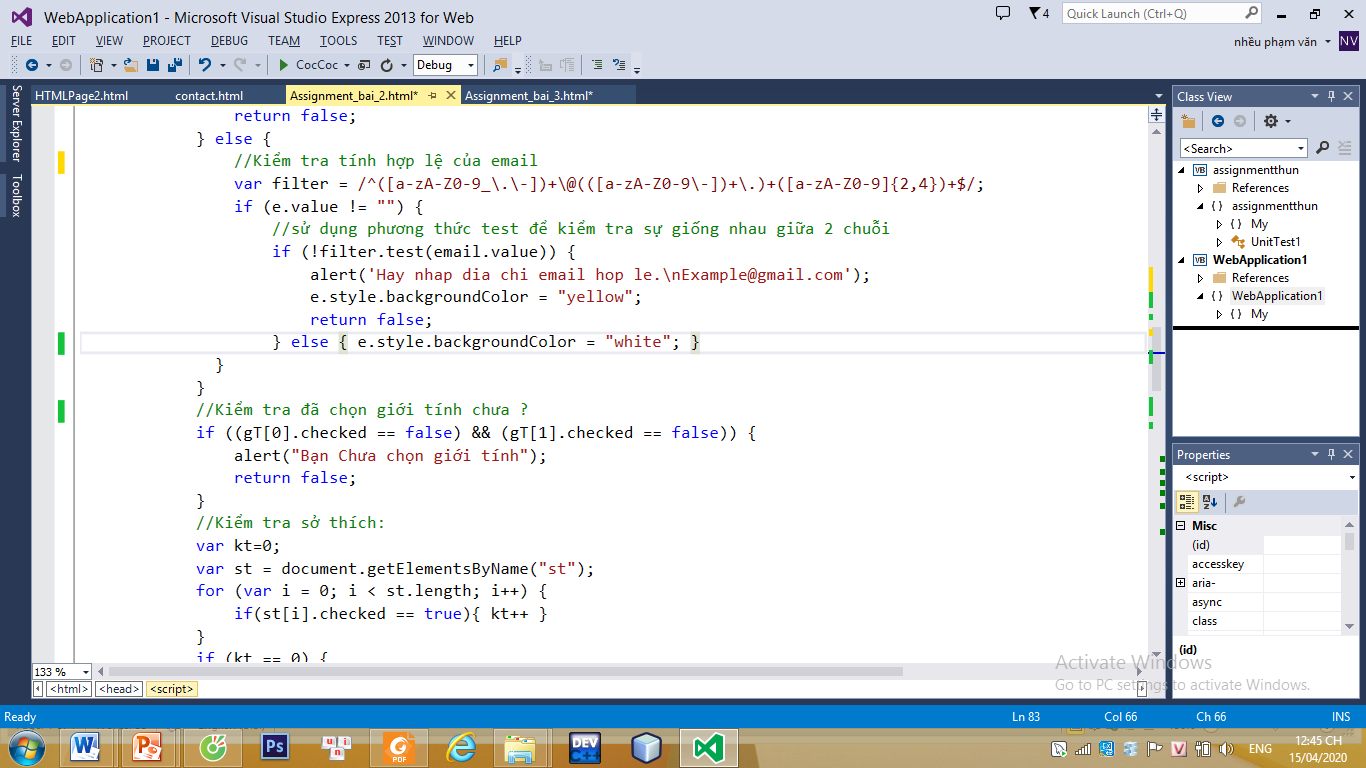 WebApplication1 - Microsoft Visual Studio Express 2013 for Web
4
Quick Launch (Ctrl+Q)
FILE EDIT VIEW PROJECT DEBUG TEAM TOOLS TEST WINDOW HELP
nhều phạm văn NV
CocCoc Debug
Server Explorer
Toolbox
HTMLPage2.html contact.html Assignment_bai_2.html* Assignment_bai_3.html*
return false;
} else {
//Kiểm tra tính hợp lệ của email
var filter = /^([a-zA-Z0-9_\.\-])+\@(([a-zA-Z0-9\-])+\.)+([a-zA-Z0-9]{2,4})+$/;
if (e.value != "") {
//sử dụng phương thức test để kiểm tra sự giống nhau giữa 2 chuỗi
if (!filter.test(email.value)) {
alert('Hay nhap dia chi email hop le.\nExample@gmail.com');
e.style.backgroundColor = "yellow";
return false;
} else { e.style.backgroundColor = "white"; }
}
}
//Kiểm tra đã chọn giới tính chưa ?
if ((gT[0].checked == false) && (gT[1].checked == false)) {
alert("Bạn Chưa chọn giới tính");
return false;
}
//Kiểm tra sở thích:
var kt=0;
var st = document.getElementsByName("st");
for (var i = 0; i < st.length; i++) {
if(st[i].checked == true){ kt++ }
}
if (kt == 0) {
133 %
<html> <head> <script>
Class View
<Search>
VB assignmentthun
References
{ } assignmentthun
{ } My
UnitTest1
VB WebApplication1
References
{ } WebApplication1
{ } My
Properties
<script>
Misc
(id)
accesskey
aria-
async
class
(id)
Activate Windows
Go to PC settings to activate Windows.
Ready Ln 83 Col 66 Ch 66 INS
W P Ps uni G PDF DEV C++ V ENG
12:45 CH
15/04/2020